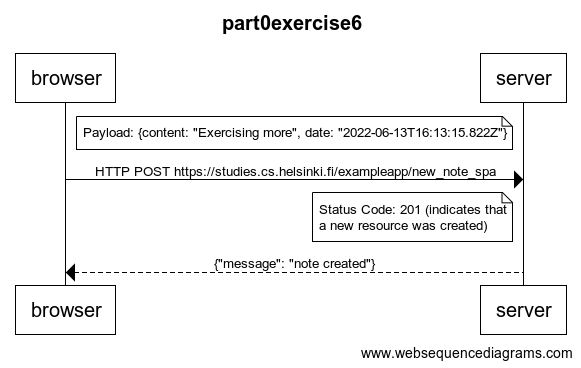 part0exercise6
browser
server
Payload: {content: "Exercising more", date: "2022-06-13T16:13:15.822Z"}
HTTP POST https://studies.cs.helsinki.fi/exampleapp/new_note_spa
Status Code: 201 (indicates that
a new resource was created)
{"message": "note created"}
browser
server
www.websequencediagrams.com